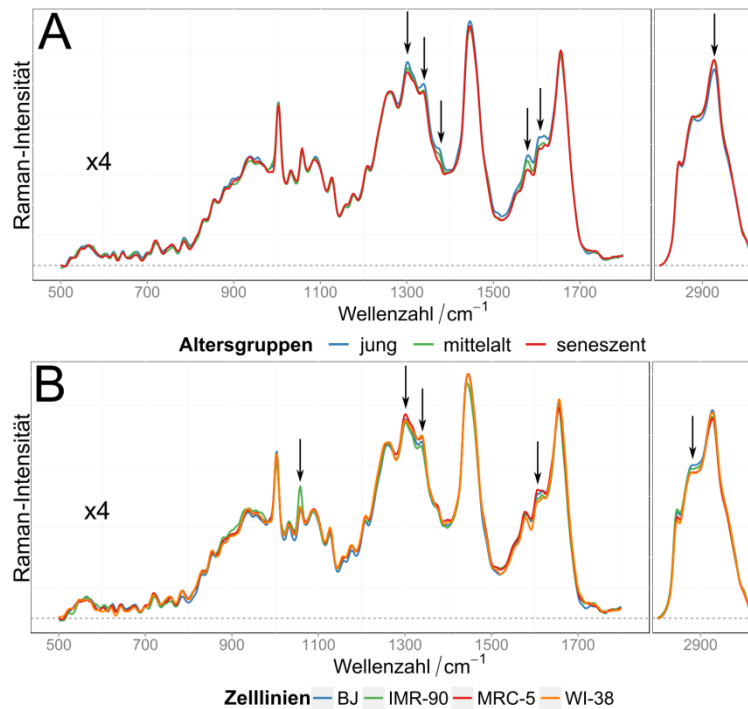 A
Raman-Intensität
x4
500 700 900 1100 1300 1500 1700 2900
Wellenzahl /cm⁻¹
Altersgruppen jung mittelalt seneszent
B
Raman-Intensität
x4
500 700 900 1100 1300 1500 1700 2900
Wellenzahl /cm⁻¹
Zelllinien BJ IMR-90 MRC-5 WI-38